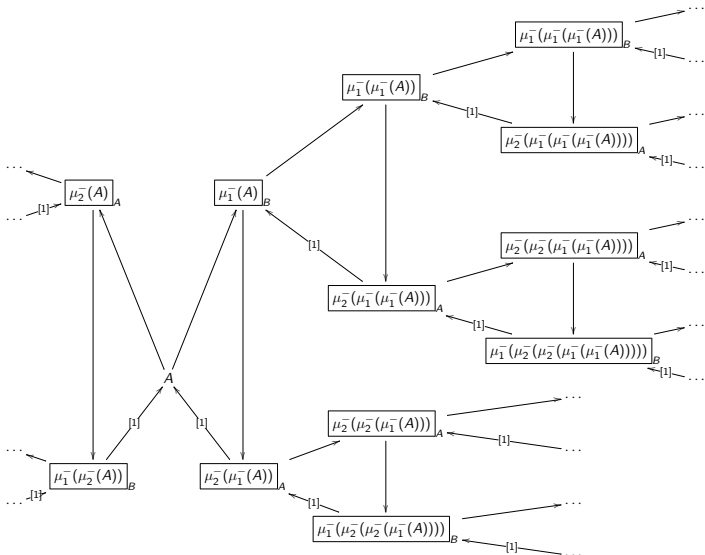 μ₁⁻(μ₁⁻(μ₁⁻(A)))_B
...
[1]
...
μ₁⁻(μ₁⁻(A))_B
[1]
...
μ₂⁻(μ₁⁻(μ₁⁻(μ₁⁻(A))))_A
[1]
...
...
[1]
...
μ₂⁻(A)_A
μ₁⁻(A)_B
[1]
...
μ₂⁻(μ₂⁻(μ₁⁻(μ₁⁻(A))))_A
[1]
...
μ₂⁻(μ₁⁻(μ₁⁻(A)))_A
[1]
...
μ₁⁻(μ₂⁻(μ₂⁻(μ₁⁻(μ₁⁻(A)))))_B
[1]
...
A
[1]
[1]
...
μ₂⁻(μ₂⁻(μ₁⁻(A)))_A
[1]
...
...
[1]
...
μ₁⁻(μ₂⁻(A))_B
μ₂⁻(μ₁⁻(A))_A
[1]
...
μ₁⁻(μ₂⁻(μ₂⁻(μ₁⁻(A))))_B
[1]
...